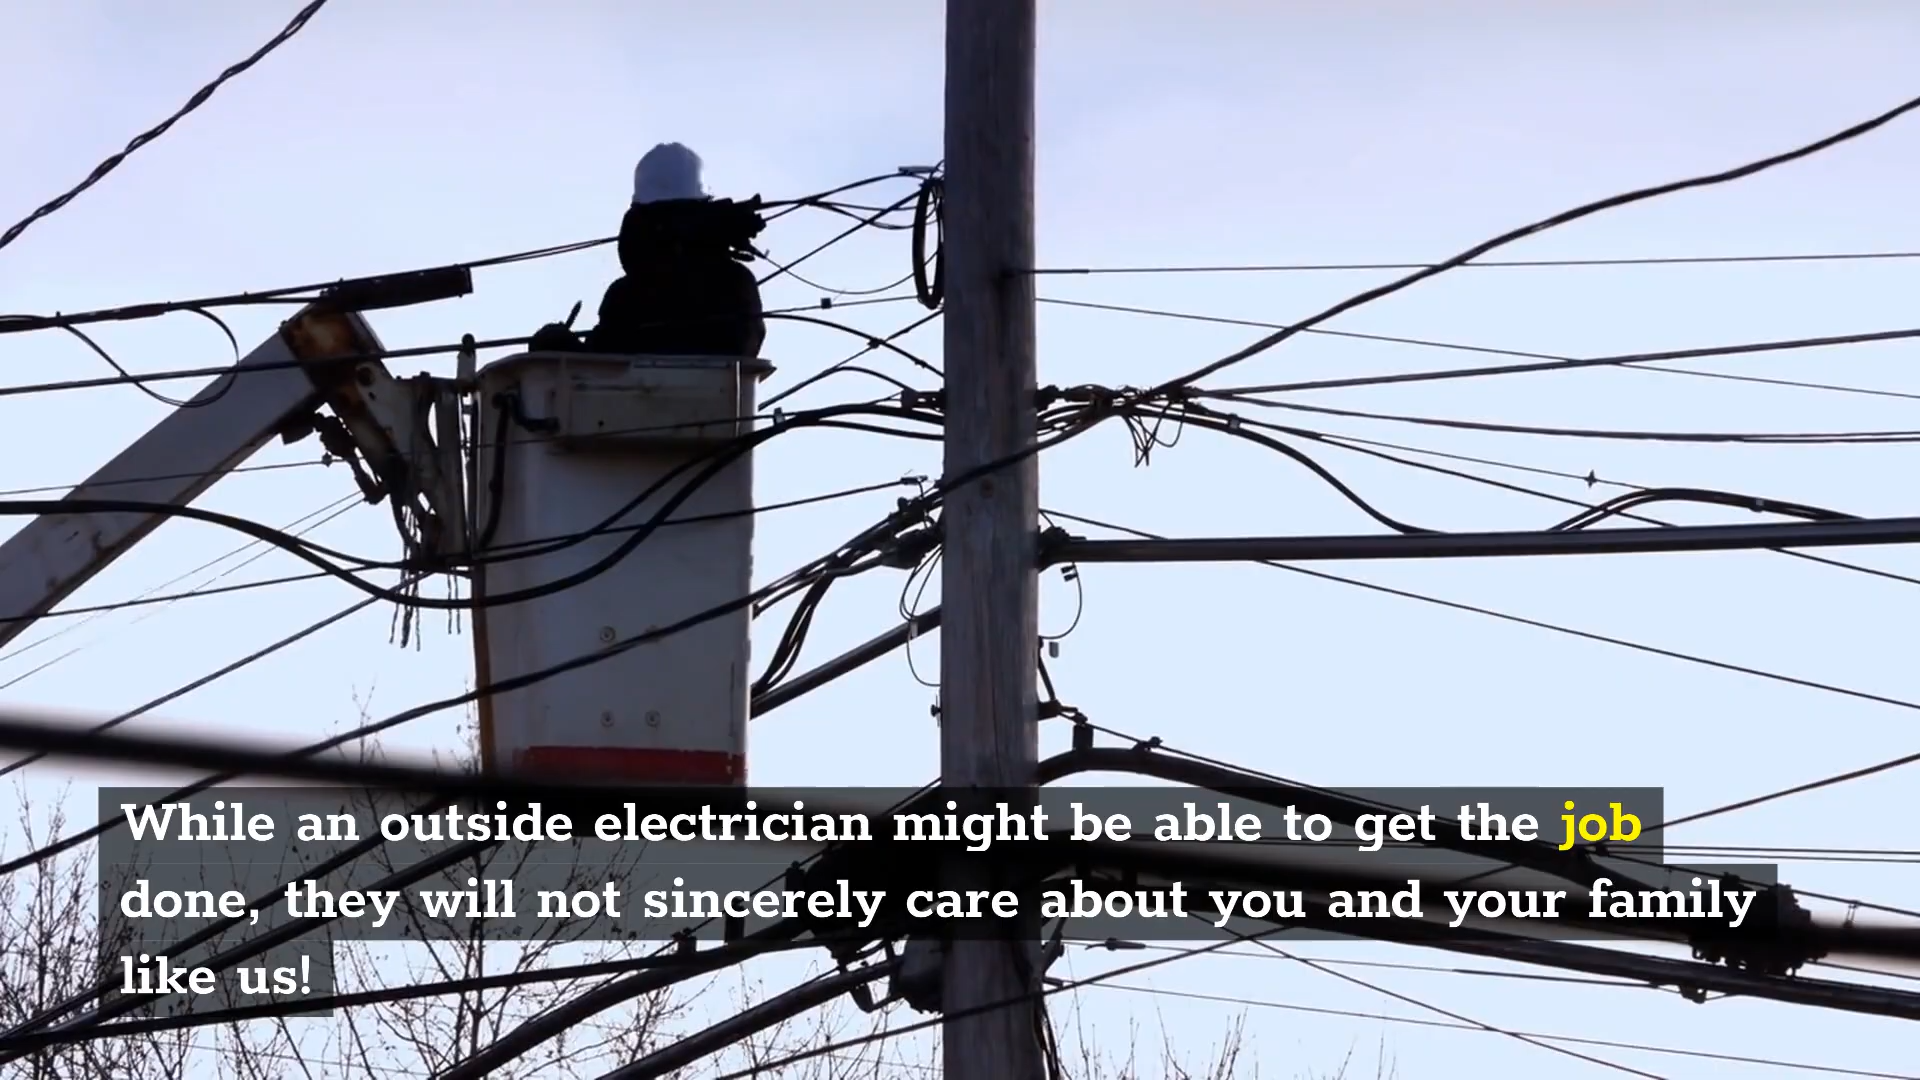 While an outside electrician might be able to get the job
done, they will not sincerely care about you and your family
like us!